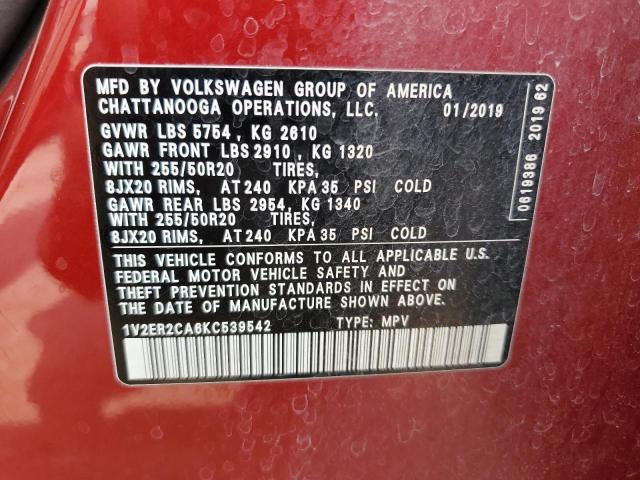 MFD BY VOLKSWAGEN GROUP OF AMERICA
CHATTANOOGA OPERATIONS, LLC. 01/2019
GVWR LBS 5754 , KG 2610
GAWR FRONT LBS 2910 , KG 1320
WITH 255/50R20 TIRES,
8JX20 RIMS, AT 240 KPA 35 PSI COLD
GAWR REAR LBS 2954, KG 1340
WITH 255/50R20 TIRES,
8JX20 RIMS, AT 240 KPA 35 PSI COLD
THIS VEHICLE CONFORMS TO ALL APPLICABLE U.S.
FEDERAL MOTOR VEHICLE SAFETY AND
THEFT PREVENTION STANDARDS IN EFFECT ON
THE DATE OF MANUFACTURE SHOWN ABOVE.
1V2ER2CA6KC539542 TYPE: MPV
0619386 2019 62